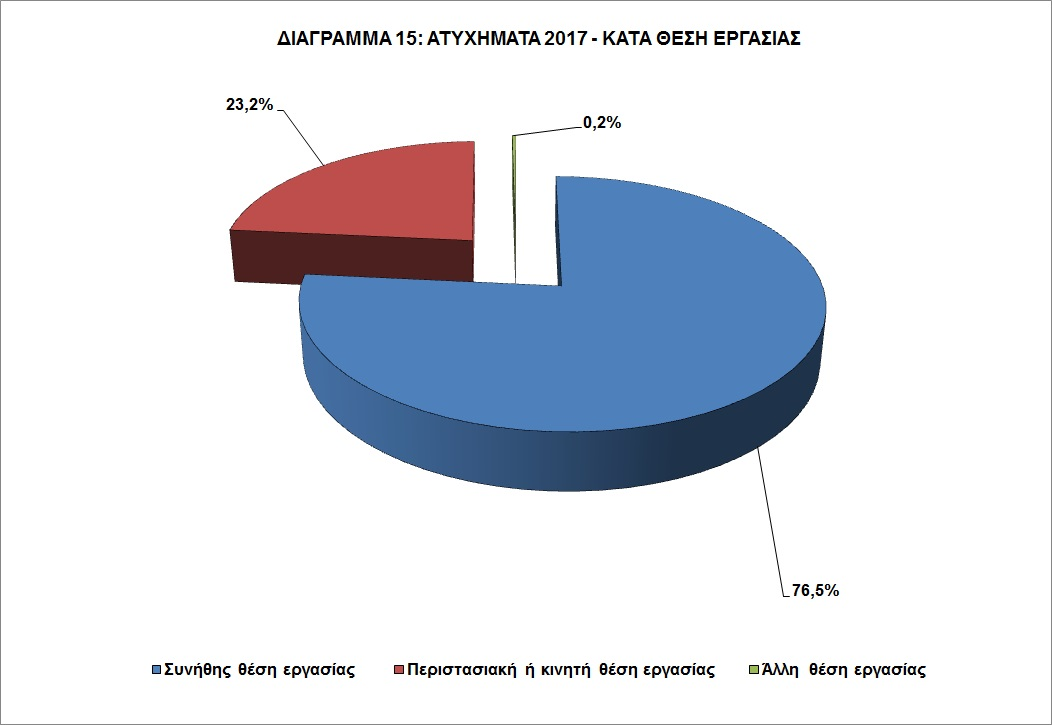 ΔΙΑΓΡΑΜΜΑ 15: ΑΤΥΧΗΜΑΤΑ 2017 - ΚΑΤΑ ΘΕΣΗ ΕΡΓΑΣΙΑΣ
23,2%
0,2%
76,5%
Συνήθης θέση εργασίας Περιστασιακή ή κινητή θέση εργασίας Άλλη θέση εργασίας